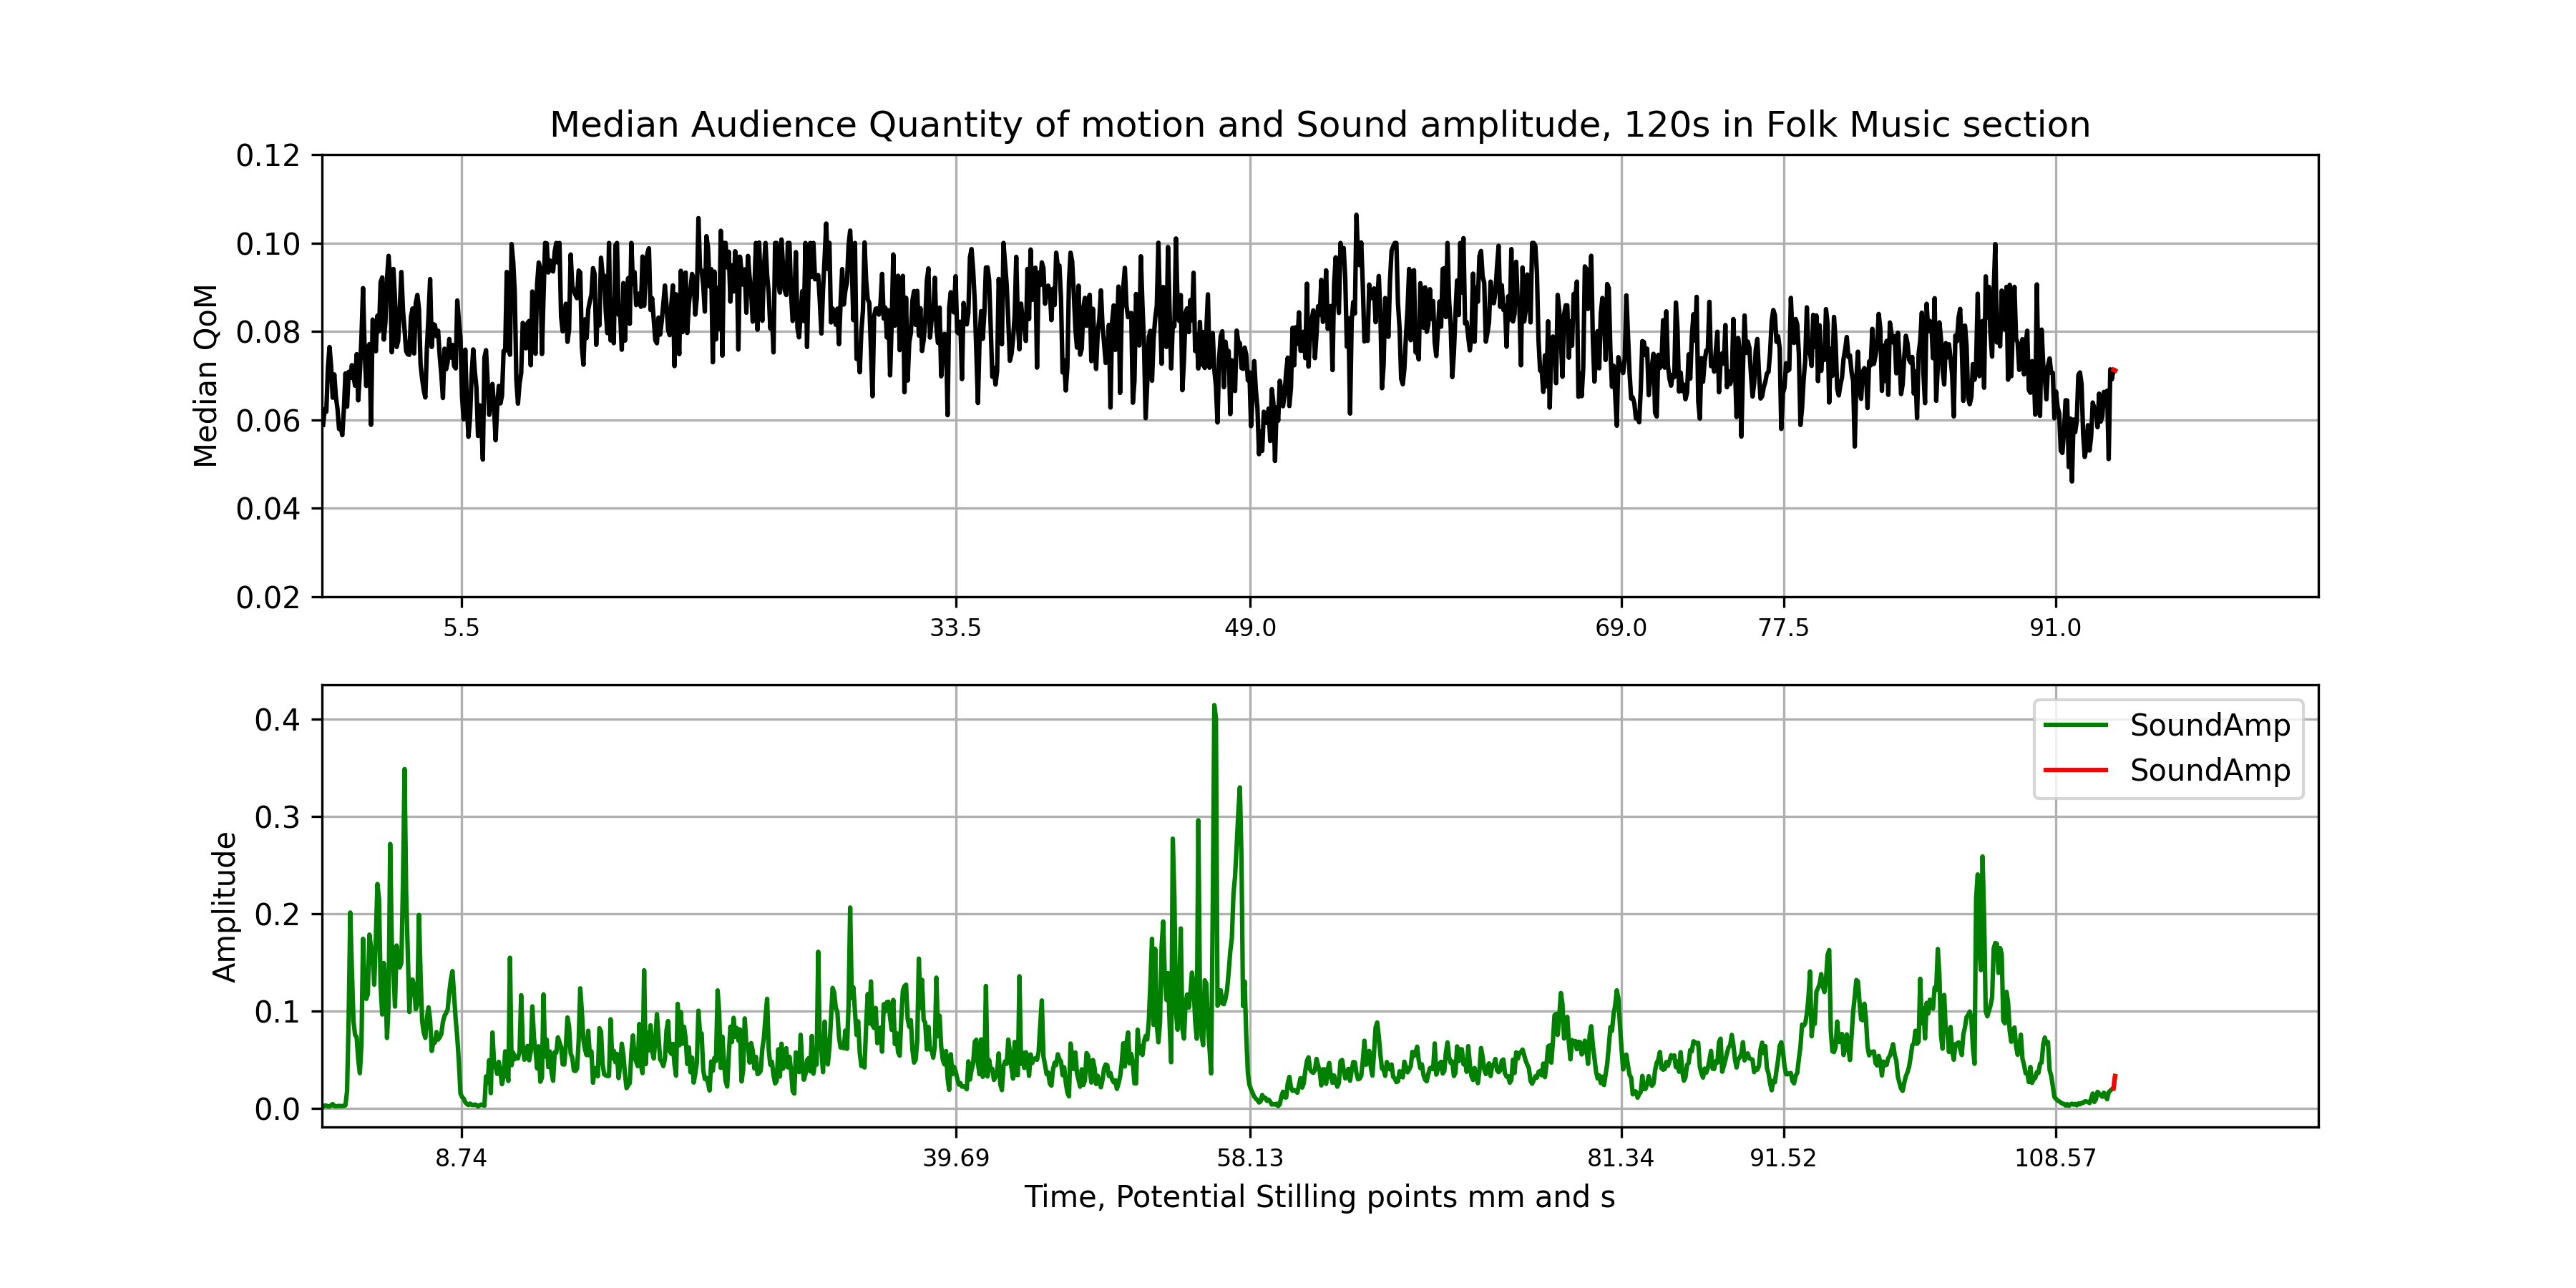 Median Audience Quantity of motion and Sound amplitude, 120s in Folk Music section
0.12
0.10
0.08
0.06
0.04
0.02
Median QoM
5.5 33.5 49.0 69.0 77.5 91.0
SoundAmp
SoundAmp
0.4
0.3
0.2
0.1
0.0
Amplitude
8.74 39.69 58.13 81.34 91.52 108.57
Time, Potential Stilling points mm and s